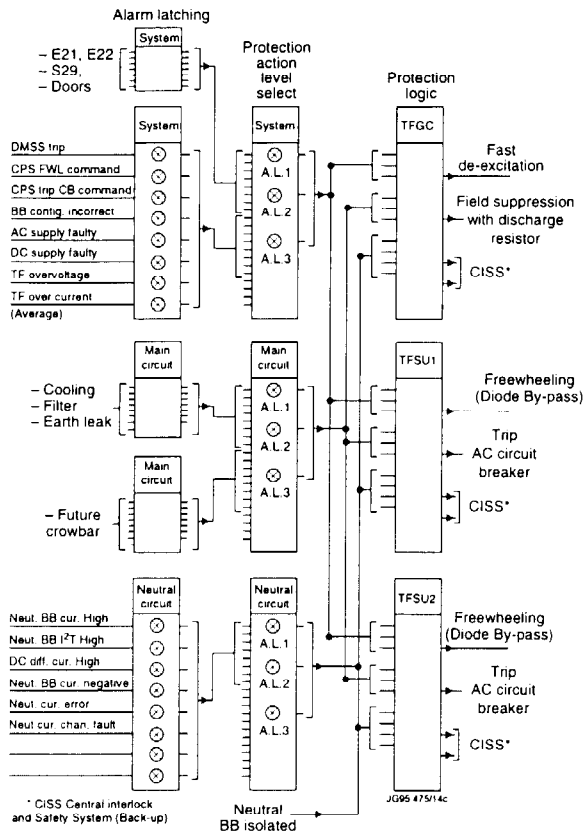 Alarm latching
System
– E21, E22
– S29,
– Doors
Protection
action
level
select
Protection
logic
System
DMSS trip
CPS FWL command
CPS trip CB command
BB contig. incorrect
AC supply faulty
DC supply faulty
TF overvoltage
TF over current
(Average)
System
A.L.1
A.L.2
A.L.3
TFGC
Fast
de-excitation
Field suppression
with discharge
resistor
CISS*
Main
circuit
– Cooling
– Filter
– Earth leak
Main
circuit
– Future
crowbar
Main
circuit
A.L.1
A.L.2
A.L.3
TFSU1
Freewheeling
(Diode By-pass)
Trip
AC circuit
breaker
CISS*
Neutral
circuit
Neut. BB cur. High
Neut. BB I²T High
DC diff. cur. High
Neut. BB cur. negative
Neut. cur. error
Neut cur. chan. fault
Neutral
circuit
A.L.1
A.L.2
A.L.3
TFSU2
Freewheeling
(Diode By-pass)
Trip
AC circuit
breaker
CISS*
* CISS Central interlock
and Safety System (Back-up)
Neutral
BB isolated
JG95 475/14c